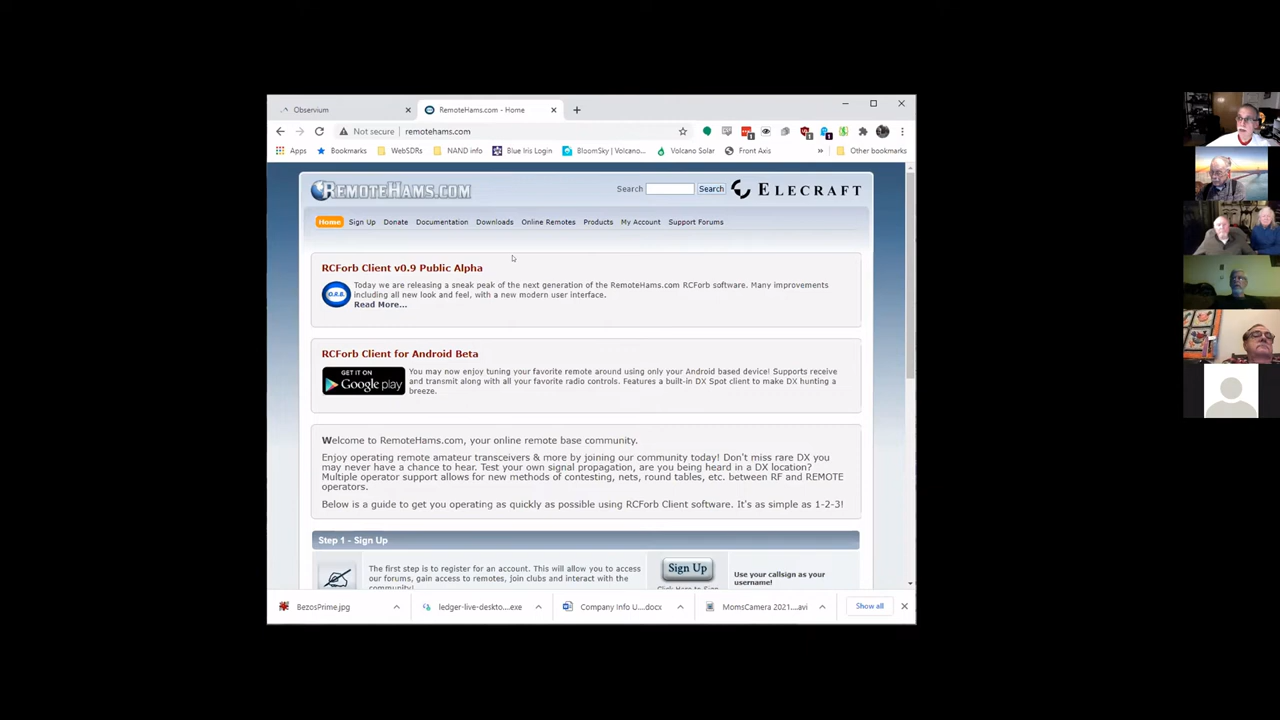 Observium
RemoteHams.com - Home
Not secure
remotehams.com
Apps
Bookmarks
WebSDRs
NAND info
Blue Iris Login
BloomSky | Volcano...
Volcano Solar
Front Axis
»
Other bookmarks
REMOTEHAMS.COM
Search
Search
ELECRAFT
Home
Sign Up
Donate
Documentation
Downloads
Online Remotes
Products
My Account
Support Forums
RCForb Client v0.9 Public Alpha
O.R.B.
Today we are releasing a sneak peak of the next generation of the RemoteHams.com RCForb software. Many improvements
including all new look and feel, with a new modern user interface.
Read More...
RCForb Client for Android Beta
GET IT ON
Google play
You may now enjoy tuning your favorite remote around using only your Android based device! Supports receive
and transmit along with all your favorite radio controls. Features a built-in DX Spot client to make DX hunting a
breeze.
Welcome to RemoteHams.com, your online remote base community.
Enjoy operating remote amateur transceivers & more by joining our community today! Don't miss rare DX you
may never have a chance to hear. Test your own signal propagation, are you being heard in a DX location?
Multiple operator support allows for new methods of contesting, nets, round tables, etc. between RF and REMOTE
operators.
Below is a guide to get you operating as quickly as possible using RCForb Client software. It's as simple as 1-2-3!
Step 1 - Sign Up
The first step is to register for an account. This will allow you to access
our forums, gain access to remotes, join clubs and interact with the
community!
Sign Up
Click Here to Sign
Use your callsign as your
username!
BezosPrime.jpg
ledger-live-deskto....exe
Company Info U....docx
MomsCamera 2021....avi
Show all